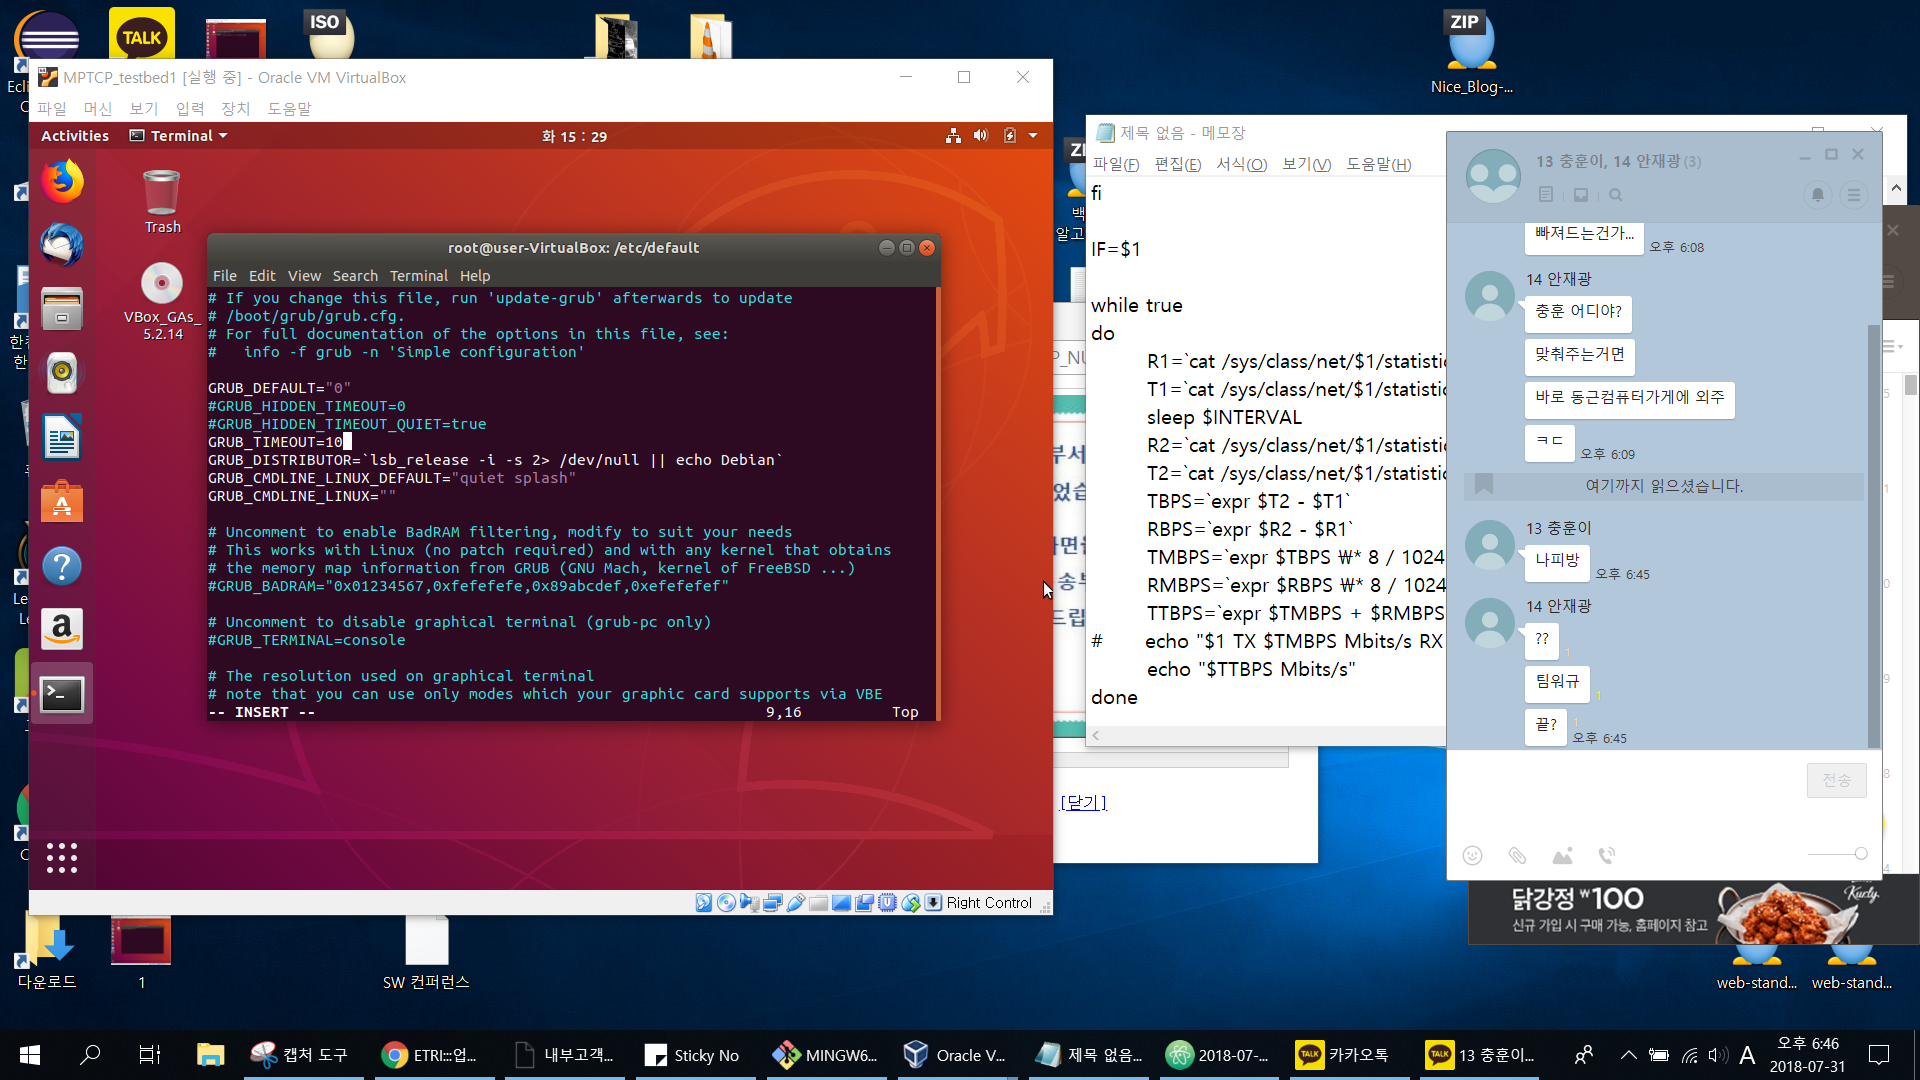 ISO
TALK
ZIP
Nice_Blog-...
MPTCP_testbed1 [실행 중] - Oracle VM VirtualBox
파일 머신 보기 입력 장치 도움말
Activities
Terminal
화 15 : 29
Trash
VBox_GAs_
5.2.14
root@user-VirtualBox: /etc/default
File Edit View Search Terminal Help
# If you change this file, run 'update-grub' afterwards to update
# /boot/grub/grub.cfg.
# For full documentation of the options in this file, see:
#   info -f grub -n 'Simple configuration'
GRUB_DEFAULT="0"
#GRUB_HIDDEN_TIMEOUT=0
#GRUB_HIDDEN_TIMEOUT_QUIET=true
GRUB_TIMEOUT=10
GRUB_DISTRIBUTOR=`lsb_release -i -s 2> /dev/null || echo Debian`
GRUB_CMDLINE_LINUX_DEFAULT="quiet splash"
GRUB_CMDLINE_LINUX=""
# Uncomment to enable BadRAM filtering, modify to suit your needs
# This works with Linux (no patch required) and with any kernel that obtains
# the memory map information from GRUB (GNU Mach, kernel of FreeBSD ...)
#GRUB_BADRAM="0x01234567,0xfefefefe,0x89abcdef,0xefefefef"
# Uncomment to disable graphical terminal (grub-pc only)
#GRUB_TERMINAL=console
# The resolution used on graphical terminal
# note that you can use only modes which your graphic card supports via VBE
-- INSERT --
9,16
Top
Right Control
제목 없음 - 메모장
파일(F) 편집(E) 서식(O) 보기(V) 도움말(H)
fi
IF=$1
while true
do
R1=`cat /sys/class/net/$1/statistic
T1=`cat /sys/class/net/$1/statistic
sleep $INTERVAL
R2=`cat /sys/class/net/$1/statistic
T2=`cat /sys/class/net/$1/statistic
TBPS=`expr $T2 - $T1`
RBPS=`expr $R2 - $R1`
TMBPS=`expr $TBPS ₩* 8 / 1024
RMBPS=`expr $RBPS ₩* 8 / 1024
TTBPS=`expr $TMBPS + $RMBPS
# echo "$1 TX $TMBPS Mbits/s RX
echo "$TTBPS Mbits/s"
done
[닫기]
13 충훈이, 14 안재광 (3)
빠져드는건가...
오후 6:08
14 안재광
충훈 어디야?
맞춰주는거면
바로 동근컴퓨터가게에 외주
ㅋㄷ
오후 6:09
여기까지 읽으셨습니다.
13 충훈이
나피방
오후 6:45
14 안재광
??
1
팀워규
1
끝?
1
오후 6:45
전송
닭강정 ₩100
신규 가입 시 구매 가능, 홈페이지 참고
Kurly
다운로드
1
SW 컨퍼런스
web-stand...
web-stand...
캡처 도구
ETRI:::업...
내부고객...
Sticky No
MINGW6...
Oracle V...
제목 없음...
2018-07-...
카카오톡
13 충훈이...
A
오후 6:46
2018-07-31